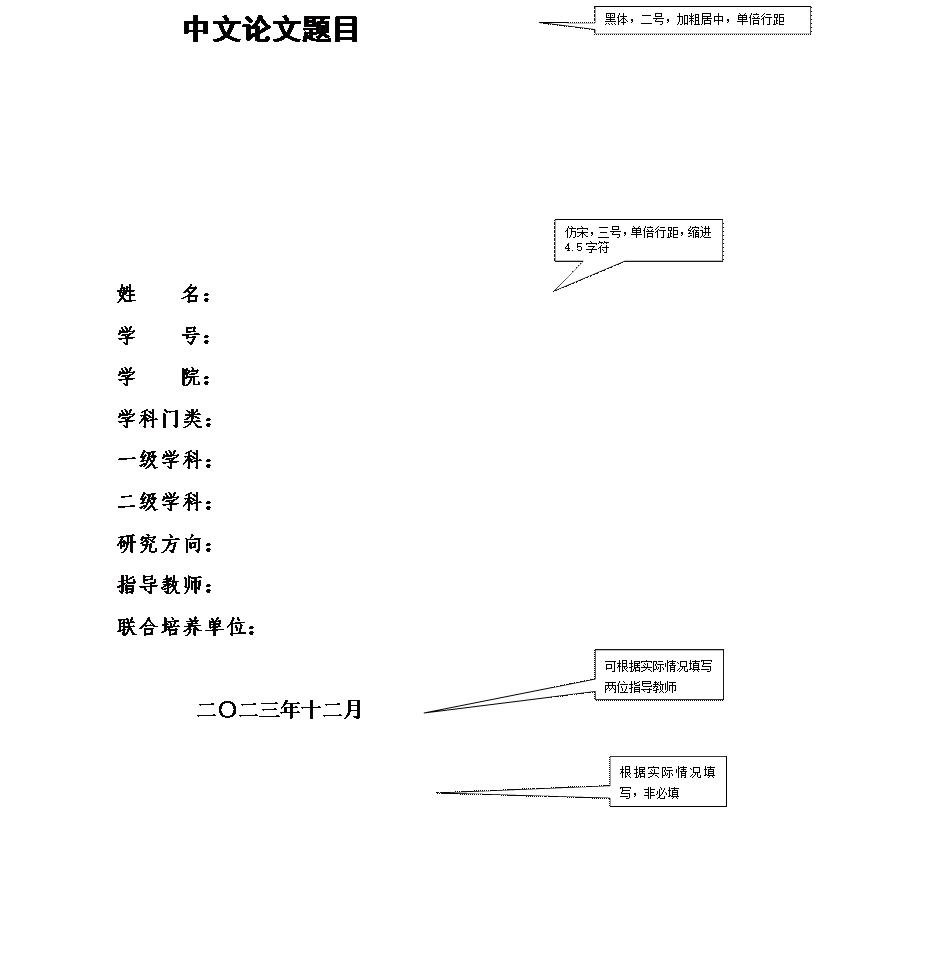 中文论文题目
黑体，二号，加粗居中，单倍行距
仿宋，三号，单倍行距，缩进
4.5字符
姓　　名：
学　　号：
学　　院：
学科门类：
一级学科：
二级学科：
研究方向：
指导教师：
联合培养单位：
可根据实际情况填写
两位指导教师
二〇二三年十二月
根据实际情况填
写，非必填